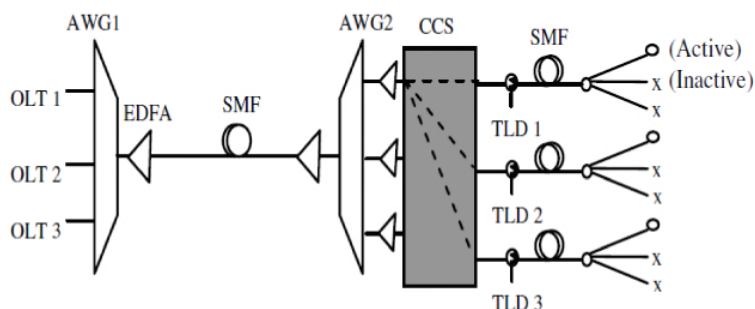 AWG1
AWG2
CCS
SMF
(Active)
OLT 1
EDFA
SMF
x (Inactive)
x
TLD 1
OLT 2
x
x
TLD 2
OLT 3
x
x
TLD 3